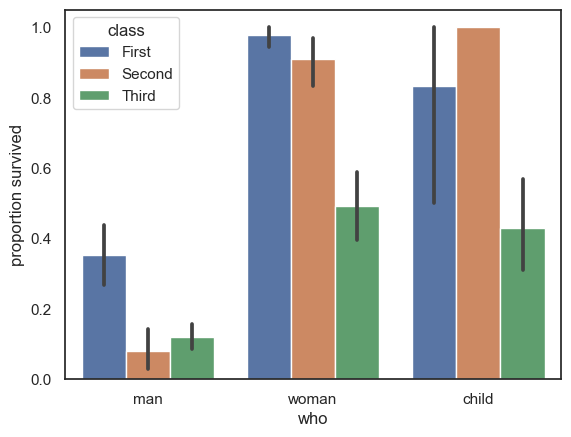 class
First
Second
Third
1.0
0.8
0.6
0.4
0.2
0.0
proportion survived
man
woman
child
who